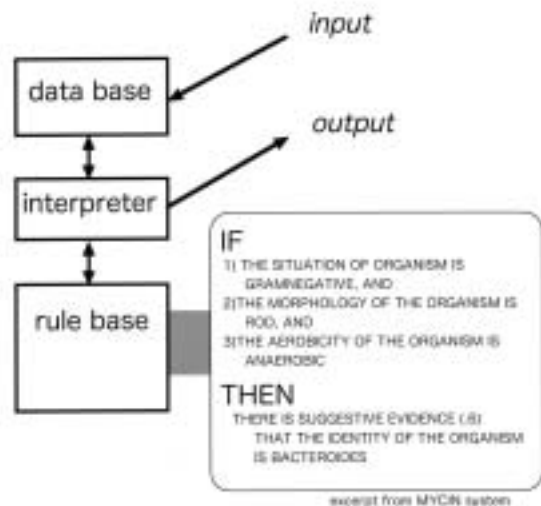 input
data base
output
interpreter
rule base
IF
1) THE SITUATION OF ORGANISM IS
GRAMNEGATIVE, AND
2)THE MORPHOLOGY OF THE ORGANISM IS
ROD, AND
3)THE AEROBICITY OF THE ORGANISM IS
ANAEROBIC
THEN
THERE IS SUGGESTIVE EVIDENCE (.6)
THAT THE IDENTITY OF THE ORGANISM
IS BACTEROIDES
excerpt from MYCIN system